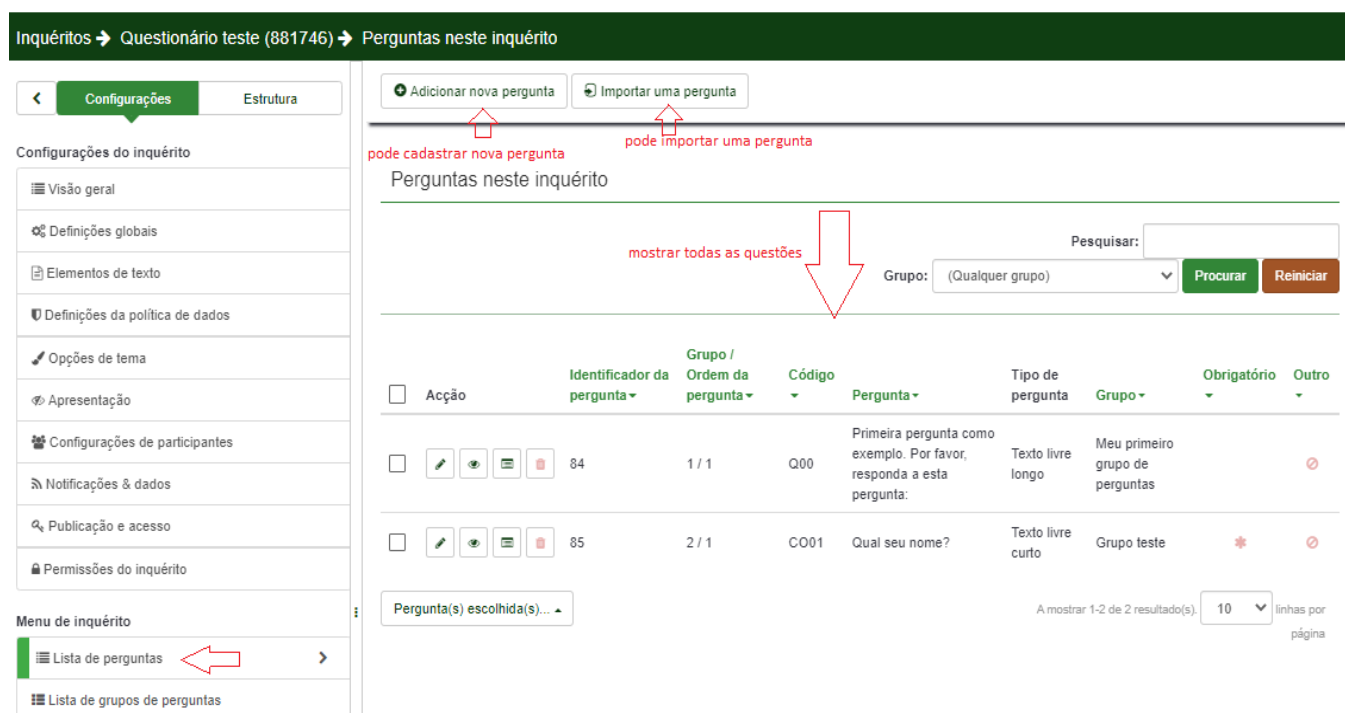 Inquéritos Questionário teste (881746) Perguntas neste inquérito
Configurações Estrutura
Adicionar nova pergunta Importar uma pergunta
pode cadastrar nova pergunta
pode importar uma pergunta
Configurações do inquérito
Visão geral
Definições globais
Elementos de texto
Definições da política de dados
Opções de tema
Apresentação
Configurações de participantes
Notificações & dados
Publicação e acesso
Permissões do inquérito
Menu de inquérito
Lista de perguntas
Lista de grupos de perguntas
Perguntas neste inquérito
mostrar todas as questões
Pesquisar:
Grupo: (Qualquer grupo) Procurar Reiniciar
Acção
Identificador da
pergunta
Grupo /
Ordem da
pergunta
Código
Pergunta
Tipo de
pergunta
Grupo
Obrigatório
Outro
84
1 / 1
Q00
Primeira pergunta como
exemplo. Por favor,
responda a esta
pergunta:
Texto livre
longo
Meu primeiro
grupo de
perguntas
85
2 / 1
CO01
Qual seu nome?
Texto livre
curto
Grupo teste
Pergunta(s) escolhida(s)...
A mostrar 1-2 de 2 resultado(s). 10 linhas por
página